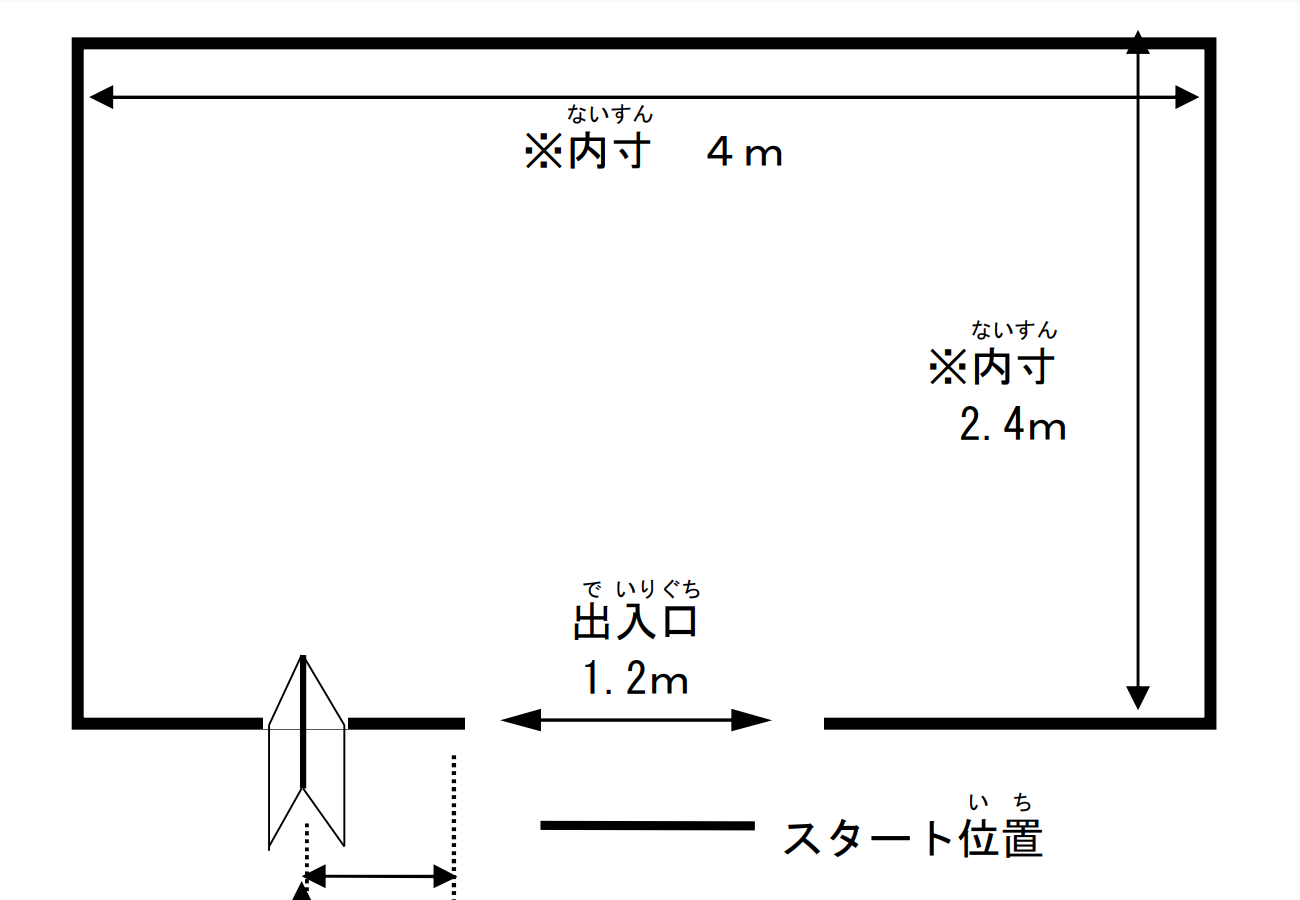 ないすん
※内寸　４ｍ
ないすん
※内寸
2.4ｍ
で いりぐち
出入口
1.2ｍ
い ち
スタート位置